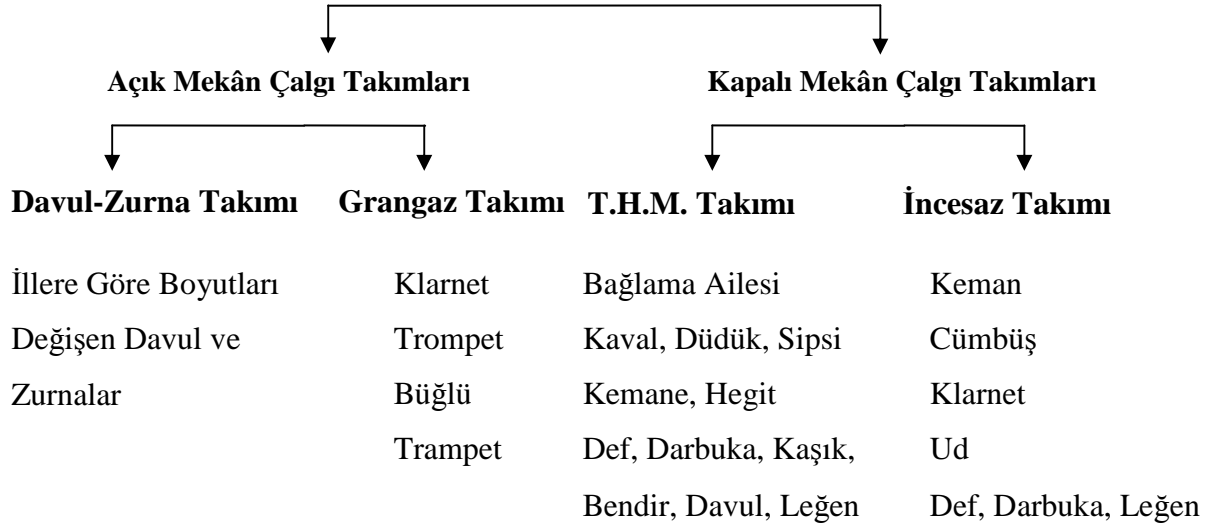 Açık Mekân Çalgı Takımları
Kapalı Mekân Çalgı Takımları
Davul-Zurna Takımı
İllere Göre Boyutları
Değişen Davul ve
Zurnalar
Grangaz Takımı
Klarnet
Trompet
Büğlü
Trampet
T.H.M. Takımı
Bağlama Ailesi
Kaval, Düdük, Sipsi
Kemane, Hegit
Def, Darbuka, Kaşık,
Bendir, Davul, Leğen
İncesaz Takımı
Keman
Cümbüş
Klarnet
Ud
Def, Darbuka, Leğen